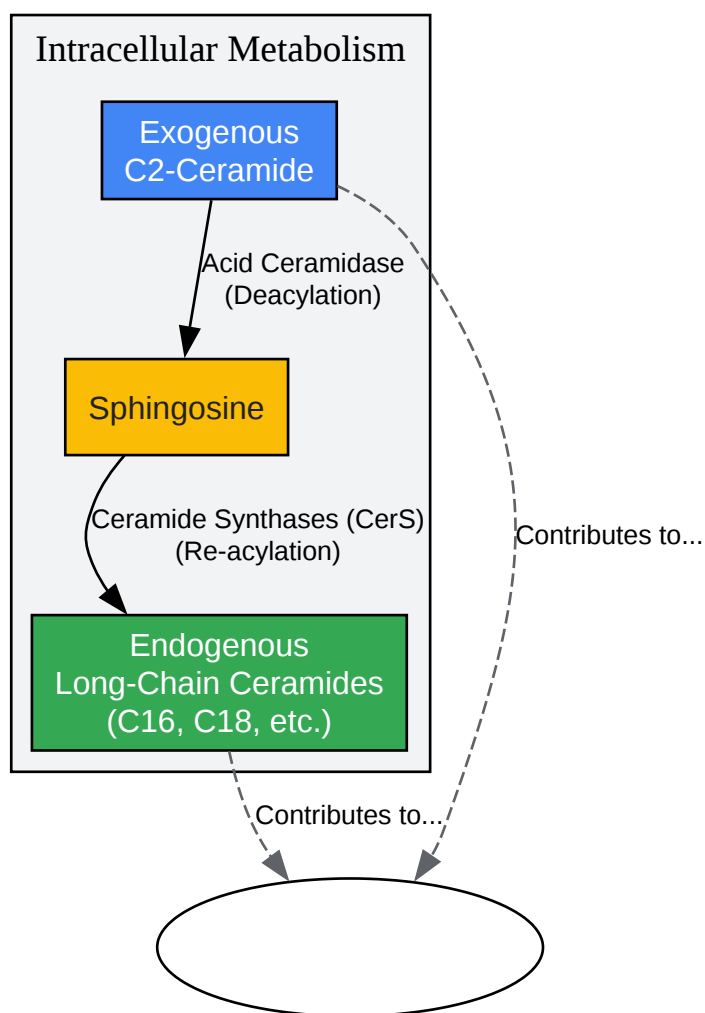 Intracellular Metabolism
Exogenous
C2-Ceramide
Acid Ceramidase
(Deacylation)
Sphingosine
Ceramide Synthases (CerS)
(Re-acylation)
Contributes to...
Endogenous
Long-Chain Ceramides
(C16, C18, etc.)
Contributes to...